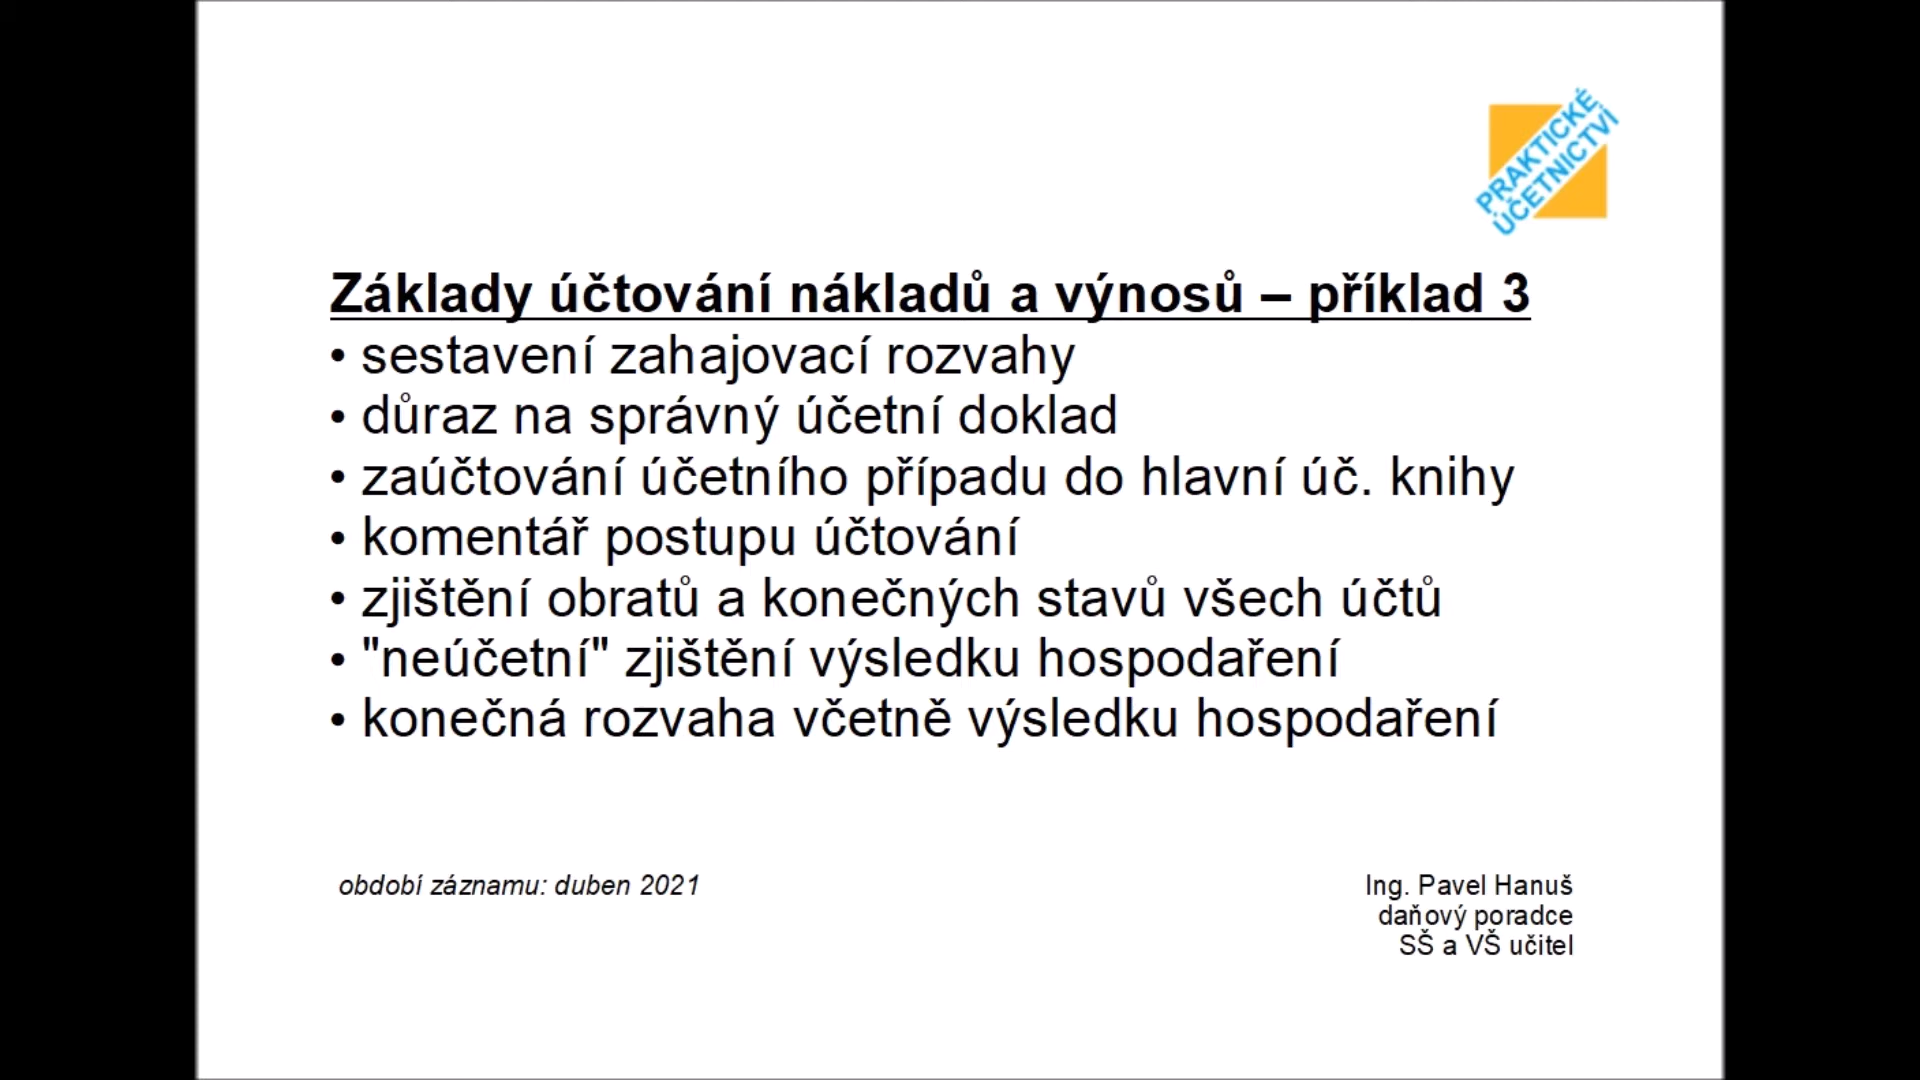 PRAKTICKÉ
ÚČETNICTVÍ
Základy účtování nákladů a výnosů – příklad 3
• sestavení zahajovací rozvahy
• důraz na správný účetní doklad
• zaúčtování účetního případu do hlavní úč. knihy
• komentář postupu účtování
• zjištění obratů a konečných stavů všech účtů
• "neúčetní" zjištění výsledku hospodaření
• konečná rozvaha včetně výsledku hospodaření
období záznamu: duben 2021
Ing. Pavel Hanuš
daňový poradce
SŠ a VŠ učitel